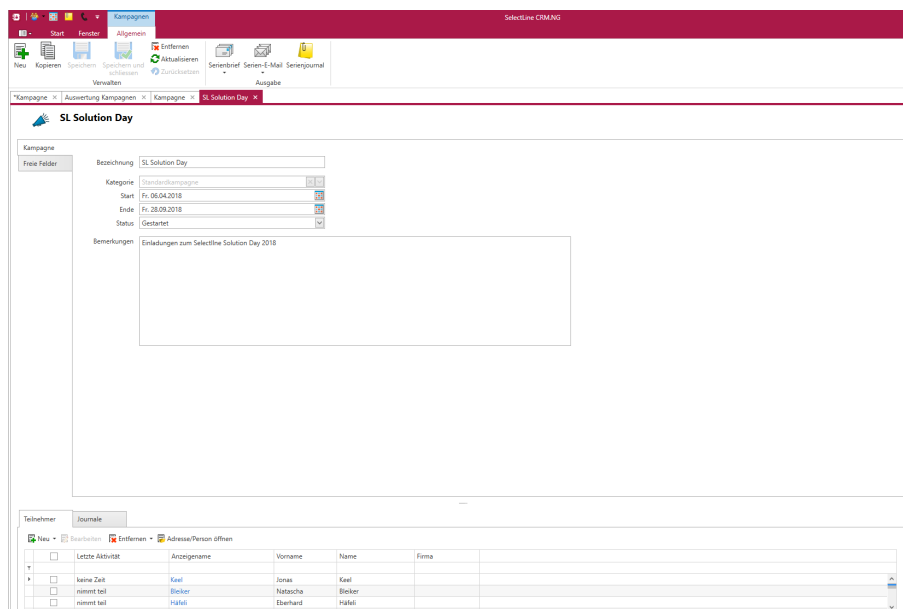 Kampagnen
SelectLine CRM.NG
Start Fenster Allgemein
Neu Kopieren Speichern Speichern und schliessen Entfernen Aktualisieren Zurücksetzen Serienbrief Serien-E-Mail Serienjournal
Verwalten Ausgabe
*Kampagne × Auswertung Kampagnen × Kampagne × SL Solution Day ×
SL Solution Day
Kampagne
Freie Felder
Bezeichnung SL Solution Day
Kategorie Standardkampagne
Start Fr. 06.04.2018
Ende Fr. 28.09.2018
Status Gestartet
Bemerkungen Einladungen zum SelectIIne Solution Day 2018
Teilnehmer Journale
Neu Bearbeiten Entfernen Adresse/Person öffnen
Letzte Aktivität Anzeigename Vorname Name Firma
keine Zeit Keel Jonas Keel
nimmt teil Bleiker Natascha Bleiker
nimmt teil Häfeli Eberhard Häfeli